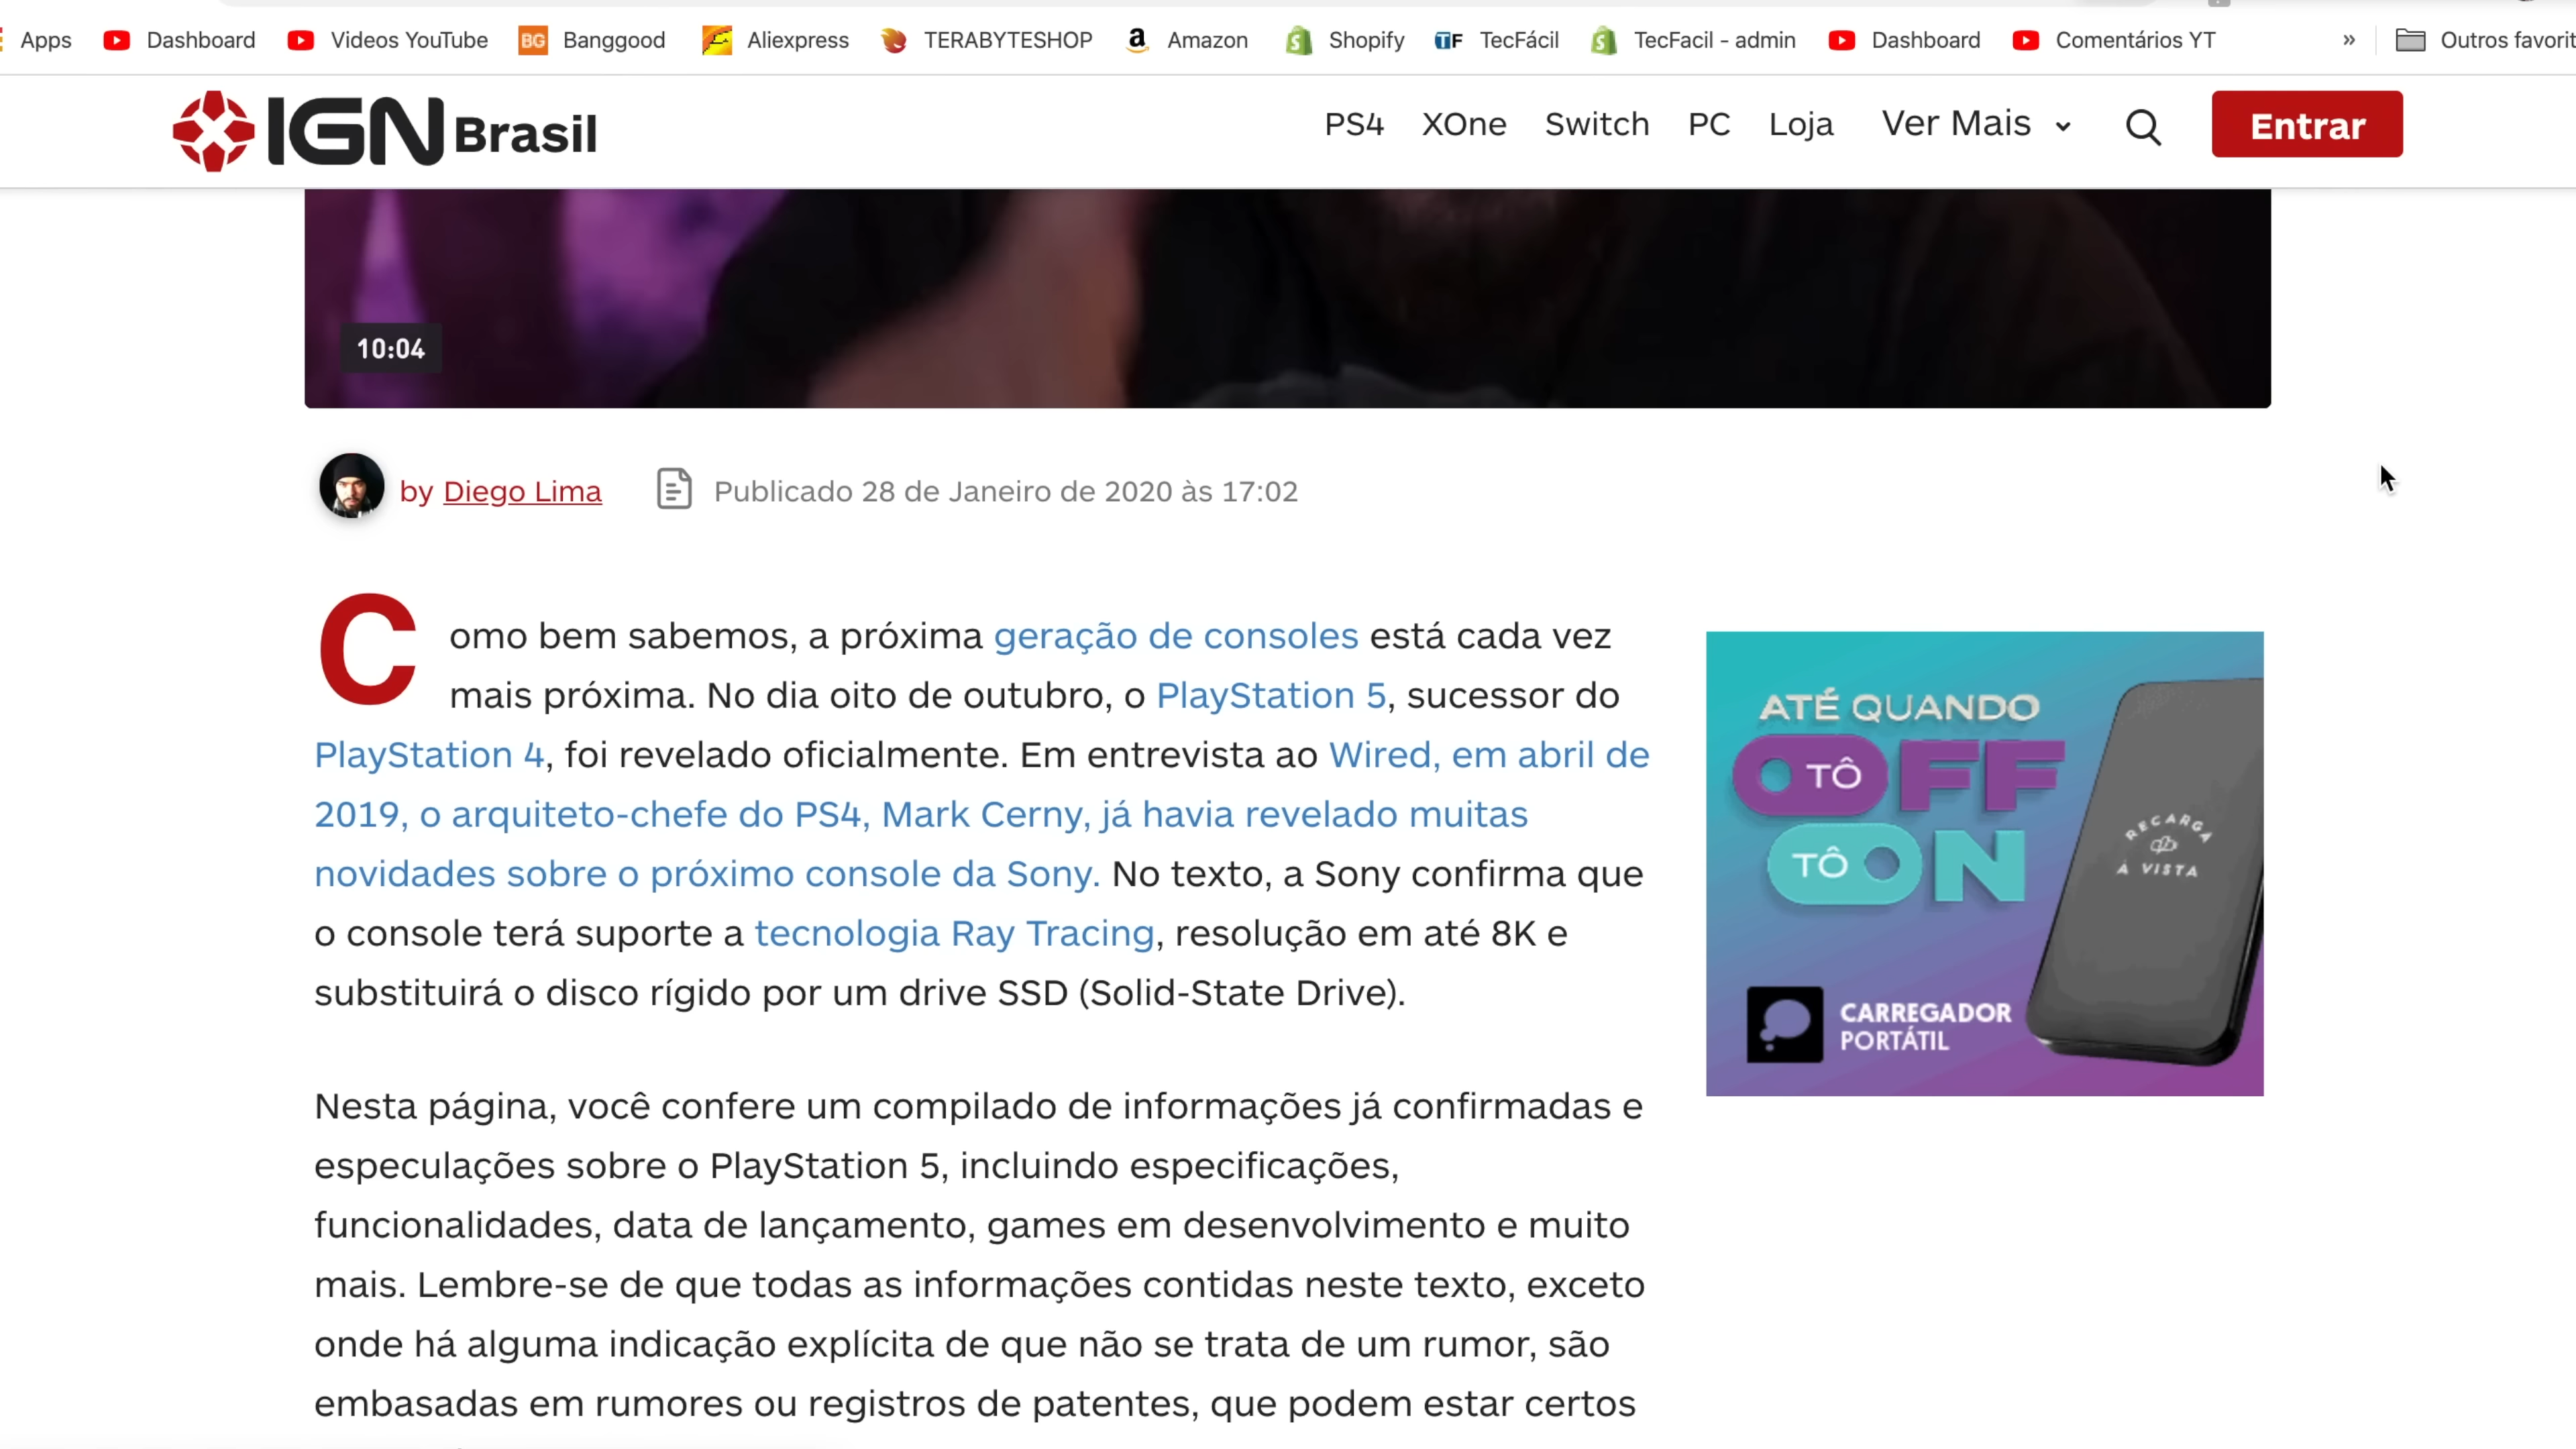 Apps Dashboard Videos YouTube BG Banggood Aliexpress TERABYTESHOP a Amazon Shopify TF TecFácil TecFacil - admin Dashboard Comentários YT » Outros favorit
IGN Brasil PS4 XOne Switch PC Loja Ver Mais Entrar
10:04
by Diego Lima Publicado 28 de Janeiro de 2020 às 17:02
Como bem sabemos, a próxima geração de consoles está cada vez
mais próxima. No dia oito de outubro, o PlayStation 5, sucessor do
PlayStation 4, foi revelado oficialmente. Em entrevista ao Wired, em abril de
2019, o arquiteto-chefe do PS4, Mark Cerny, já havia revelado muitas
novidades sobre o próximo console da Sony. No texto, a Sony confirma que
o console terá suporte a tecnologia Ray Tracing, resolução em até 8K e
substituirá o disco rígido por um drive SSD (Solid-State Drive).
Nesta página, você confere um compilado de informações já confirmadas e
especulações sobre o PlayStation 5, incluindo especificações,
funcionalidades, data de lançamento, games em desenvolvimento e muito
mais. Lembre-se de que todas as informações contidas neste texto, exceto
onde há alguma indicação explícita de que não se trata de um rumor, são
embasadas em rumores ou registros de patentes, que podem estar certos
ATÉ QUANDO
TÔ OFF
TÔ ON
RECARGA
À VISTA
CARREGADOR
PORTÁTIL